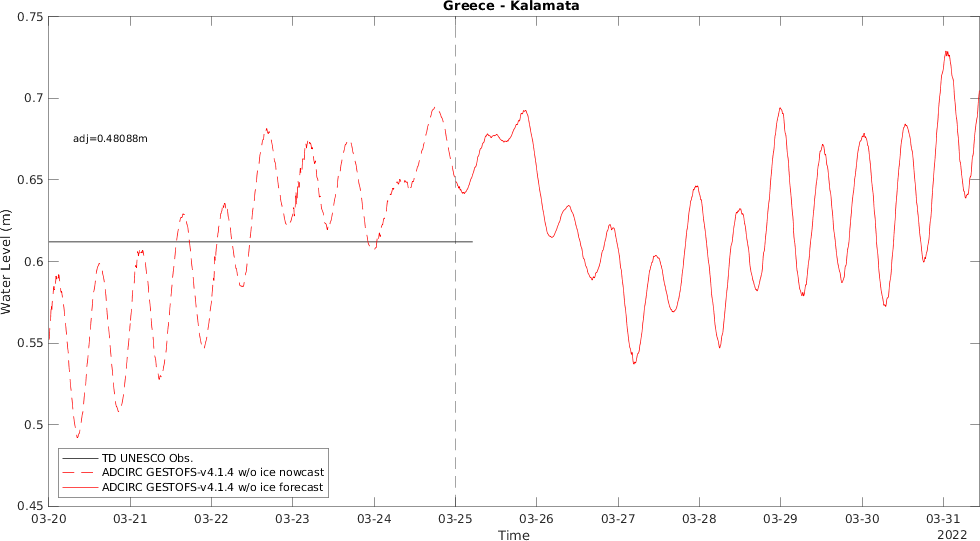 Greece - Kalamata
0.75
0.7
0.65
0.6
0.55
0.5
0.45
Water Level (m)
adj=0.48088m
TD UNESCO Obs.
ADCIRC GESTOFS-v4.1.4 w/o ice nowcast
ADCIRC GESTOFS-v4.1.4 w/o ice forecast
03-20 03-21 03-22 03-23 03-24 03-25 03-26 03-27 03-28 03-29 03-30 03-31
Time
2022